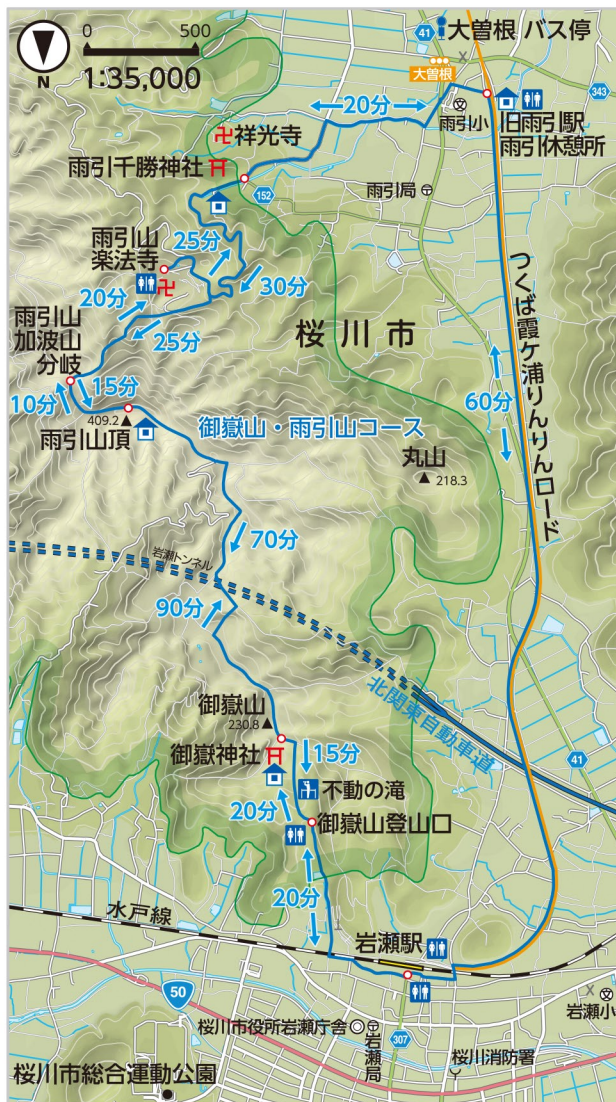 0 500
N
1:35,000
41
大曽根 バス停
大曽根
343
雨引小
旧雨引駅
雨引休憩所
20分
祥光寺
雨引千勝神社
152
雨引局
雨引山
楽法寺
25分
30分
20分
25分
雨引山
加波山
分岐
桜川市
つくば霞ヶ浦りんりんロード
60分
10分
15分
409.2
雨引山頂
御嶽山・雨引山コース
丸山
218.3
70分
岩瀬トンネル
90分
御嶽山
230.8
御嶽神社
15分
北関東自動車道
41
不動の滝
20分
御嶽山登山口
20分
水戸線
岩瀬駅
50
岩瀬小
桜川市役所岩瀬庁舎
岩瀬局
307
桜川消防署
桜川市総合運動公園